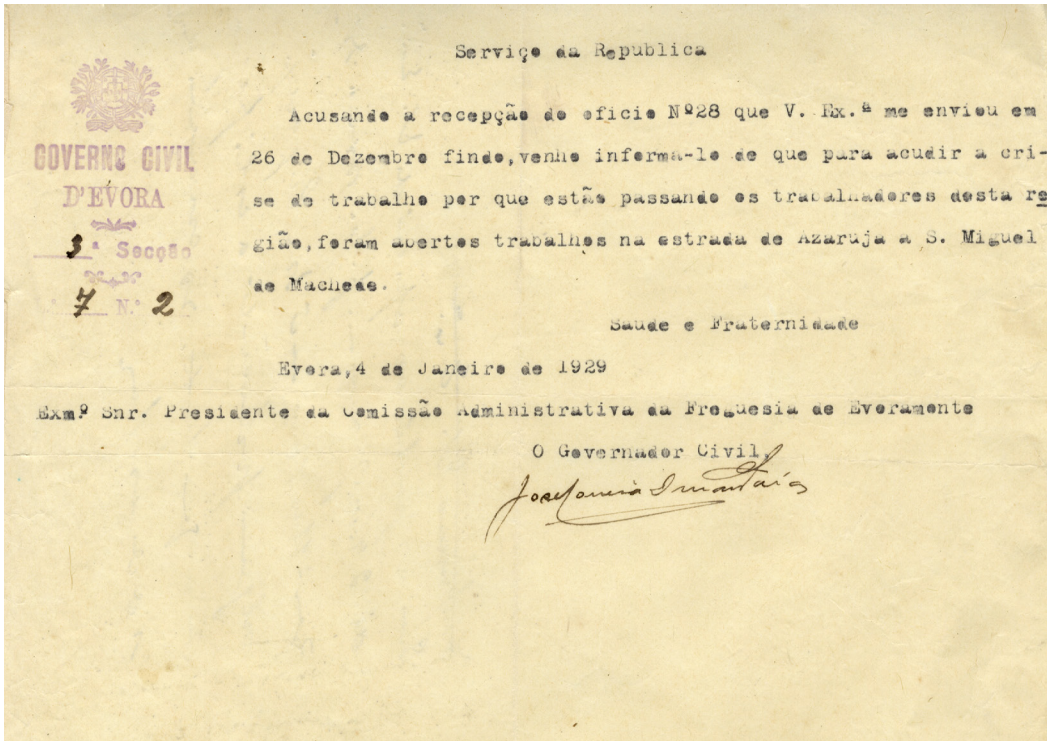 Serviço da Republica
GOVERNO CIVIL
D'EVORA
3ª Secção
7 N.º 2
Acusando a recepção do oficio Nº28 que V. Ex.ª me enviou em
26 de Dezembro findo,venho informa-lo de que para acudir a cri-
se de trabalho por que estão passando os trabalhadores desta re
gião,foram abertos trabalhos na estrada de Azaruja a S. Miguel
de Machede.
Saude e Fraternidade
Evora,4 de Janeiro de 1929
Exmº Snr. Presidente da Comissão Administrativa da Freguesia de Evoramonte
O Governador Civil,